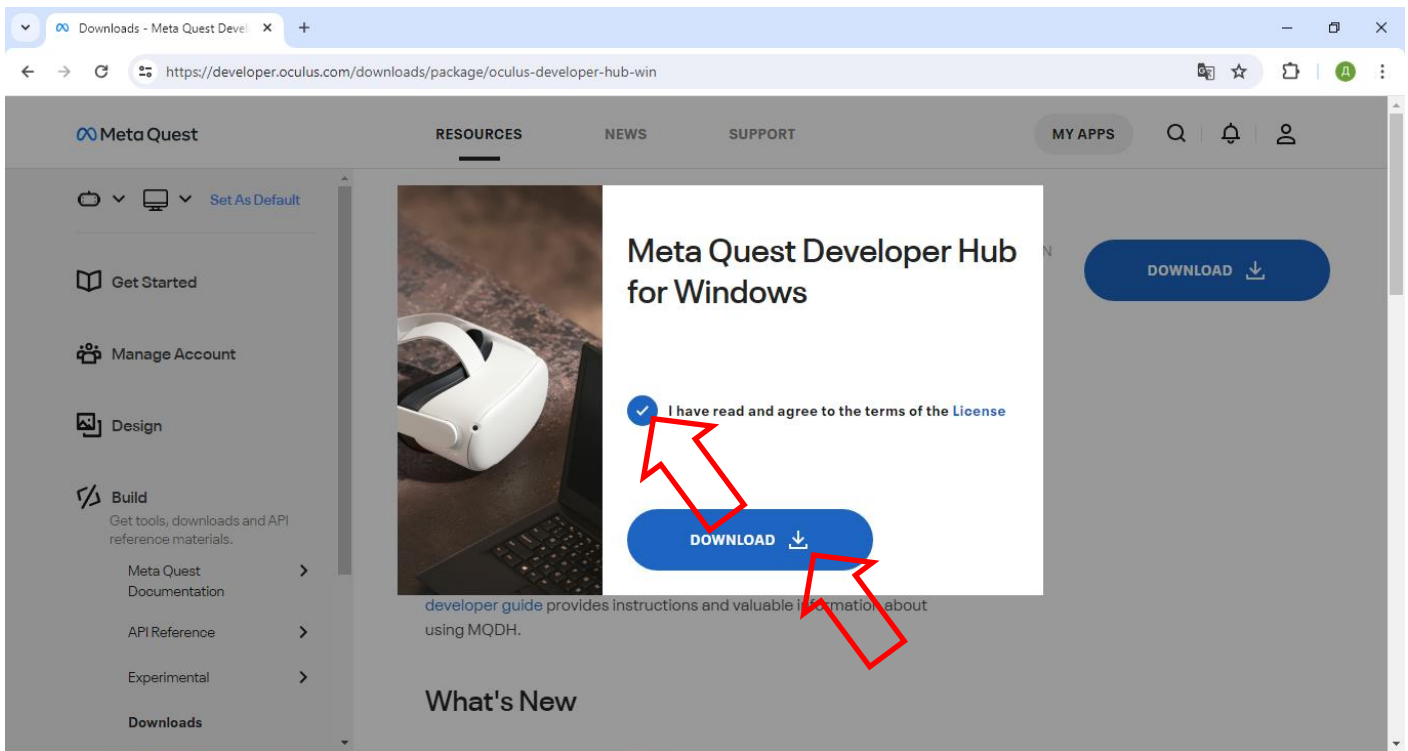 Downloads - Meta Quest Devel
https://developer.oculus.com/downloads/package/oculus-developer-hub-win
Д
Meta Quest
RESOURCES
NEWS
SUPPORT
MY APPS
Set As Default
Get Started
Manage Account
Design
Build
Get tools, downloads and API
reference materials.
Meta Quest
Documentation
API Reference
Experimental
Downloads
Meta Quest Developer Hub
for Windows
I have read and agree to the terms of the License
DOWNLOAD
N
DOWNLOAD
developer guide provides instructions and valuable information about
using MQDH.
What's New